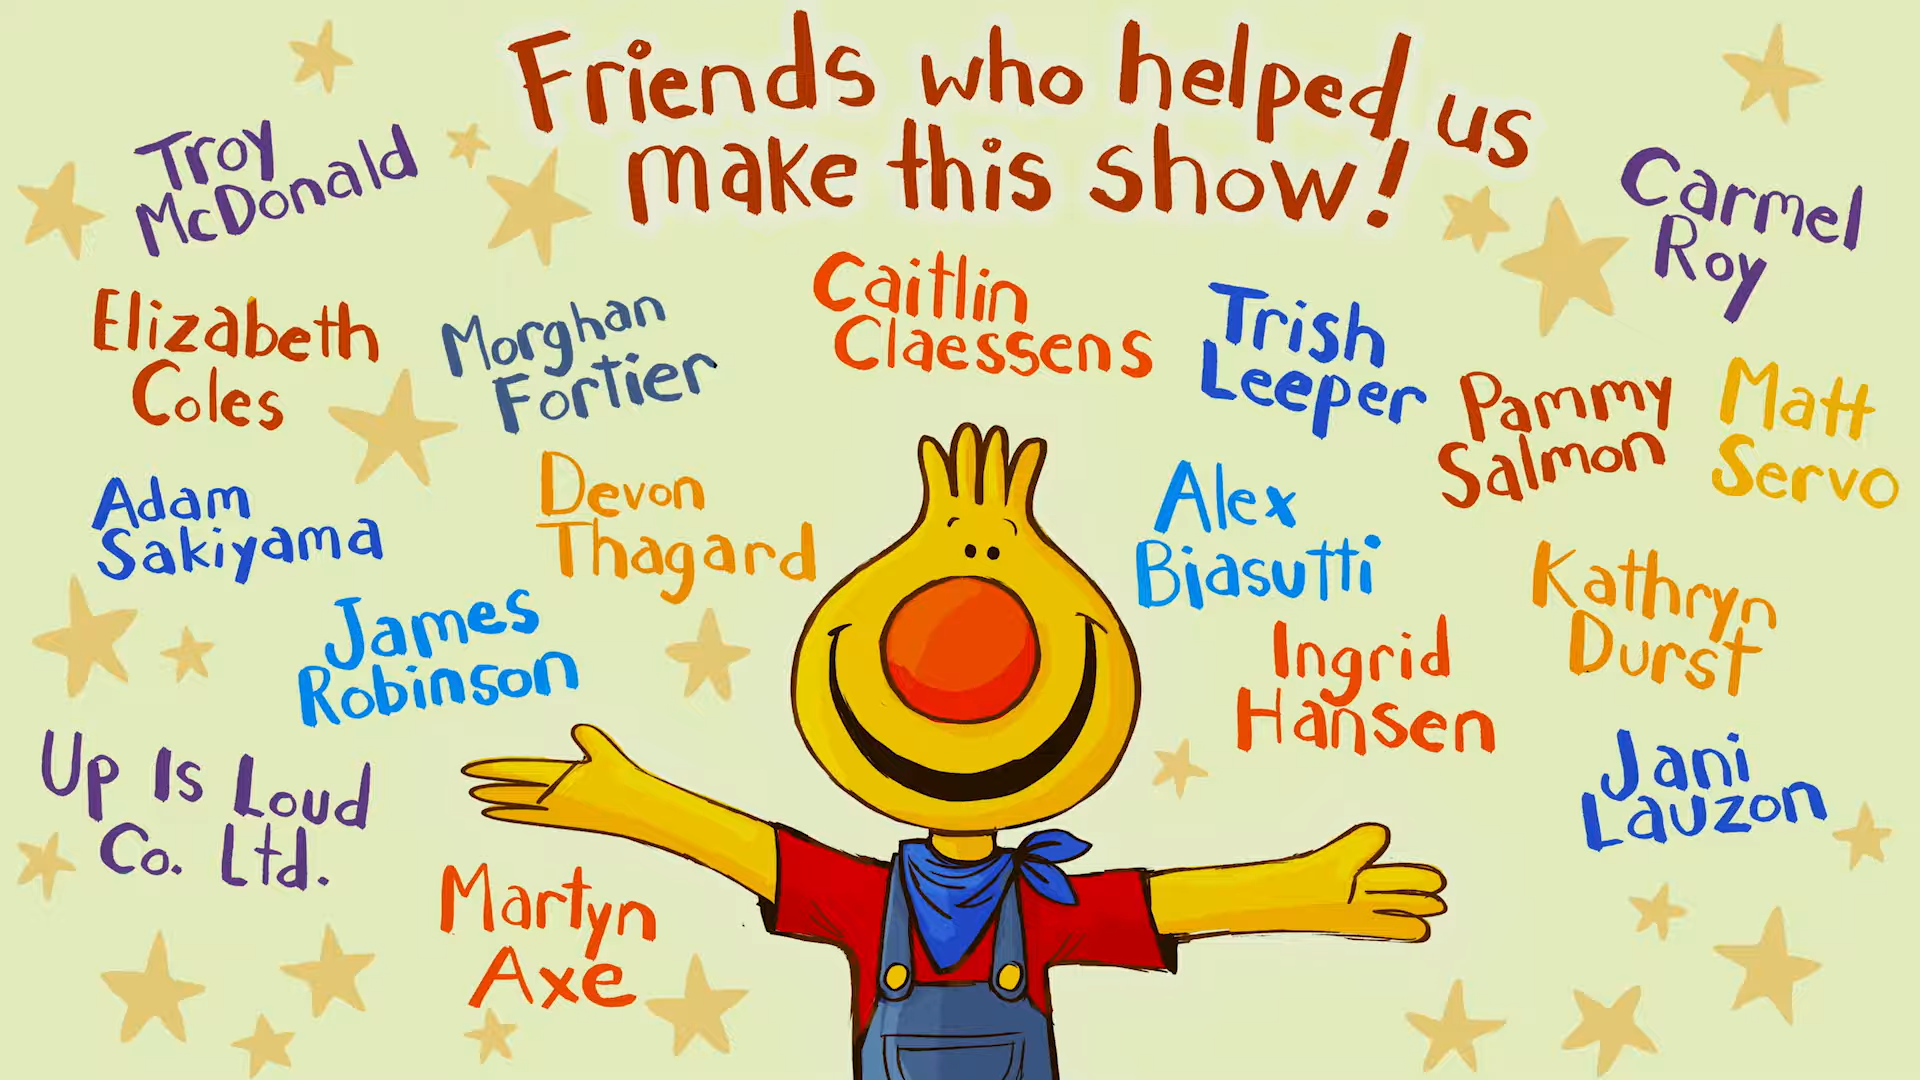 Friends who helped us
make this show!
Troy
McDonald
Carmel
Roy
Elizabeth
Coles
Morghan
Fortier
Caitlin
Claessens
Trish
Leeper
Pammy
Salmon
Matt
Servo
Adam
Sakiyama
Devon
Thagard
Alex
Biasutti
Kathryn
Durst
James
Robinson
Ingrid
Hansen
Up Is Loud
Co. Ltd.
Jani
Lauzon
Martyn
Axe